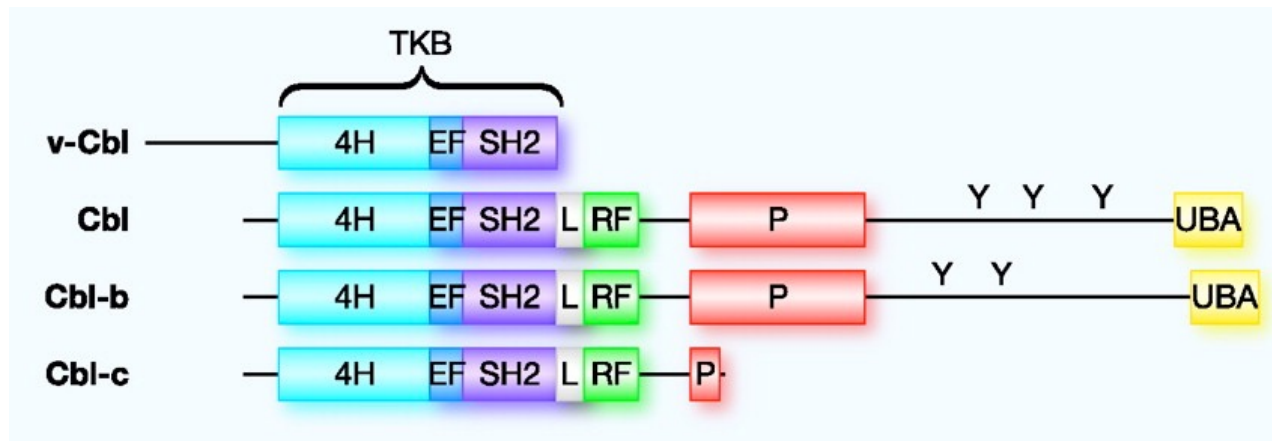 TKB
v-Cbl 4H EF SH2
Y Y Y
Cbl 4H EF SH2 L RF P UBA
Y Y
Cbl-b 4H EF SH2 L RF P UBA
Cbl-c 4H EF SH2 L RF P